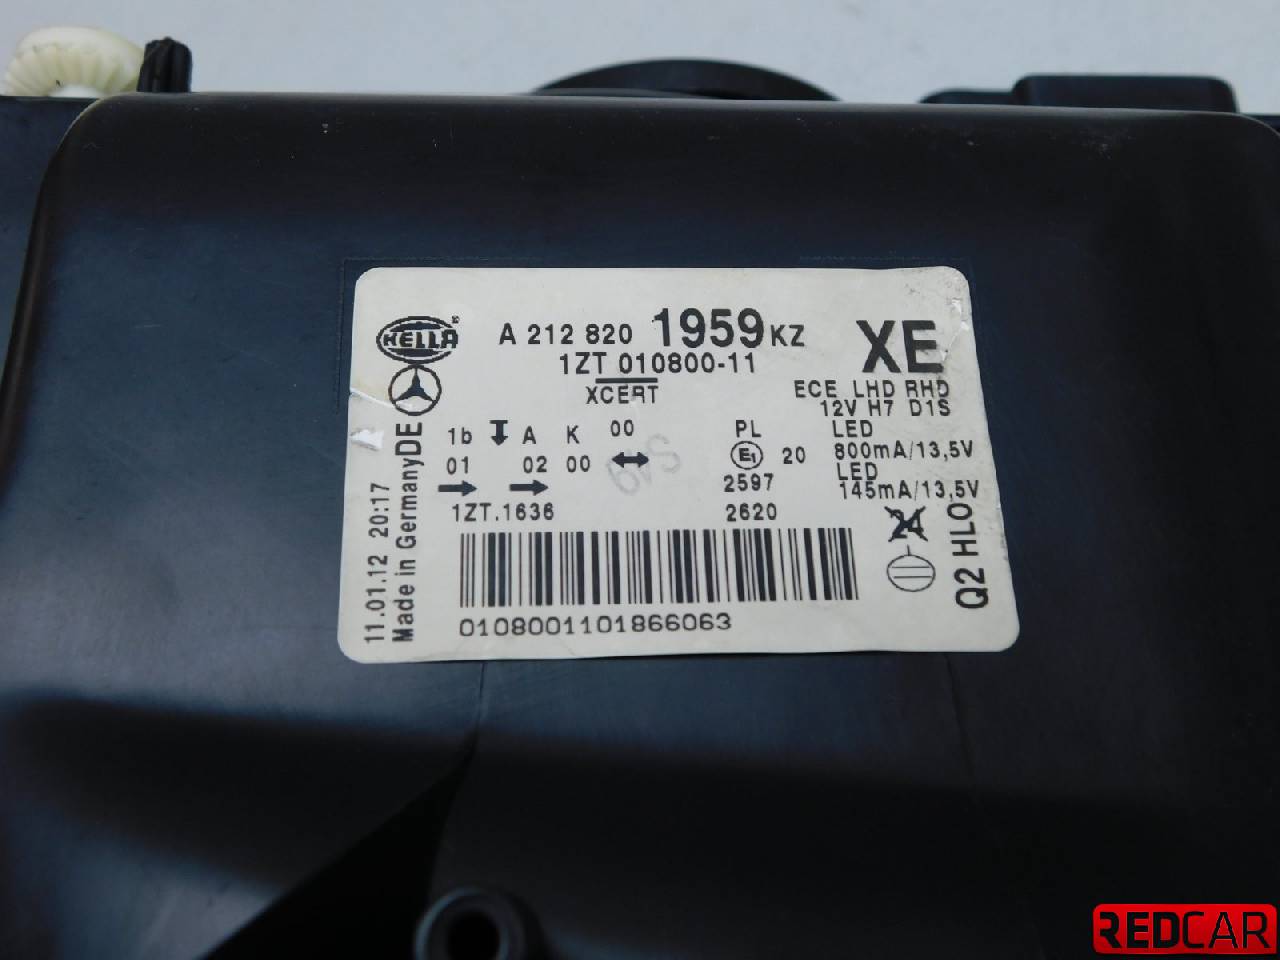 HELLA
A 212 820 1959 KZ
XE
1ZT 010800-11
XCERT
ECE LHD RHD
12V H7 D1S
LED
800mA/13,5V
LED
145mA/13,5V
1b A K 00 PL
01 02 00 E1 20
2597
1ZT.1636
2620
24
Q2 HLO
0108001101866063
11.01.12 20:17
Made in Germany
DE
REDCAR